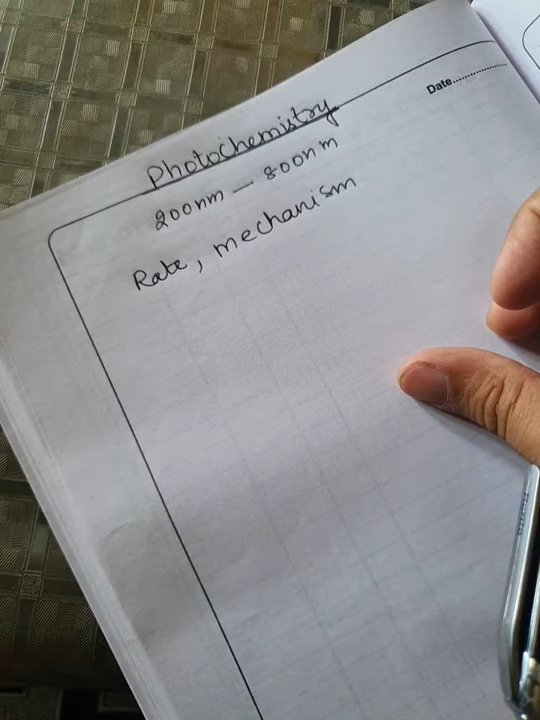 Date..............
Photochemistry
200nm — 800nm
Rate, mechanism